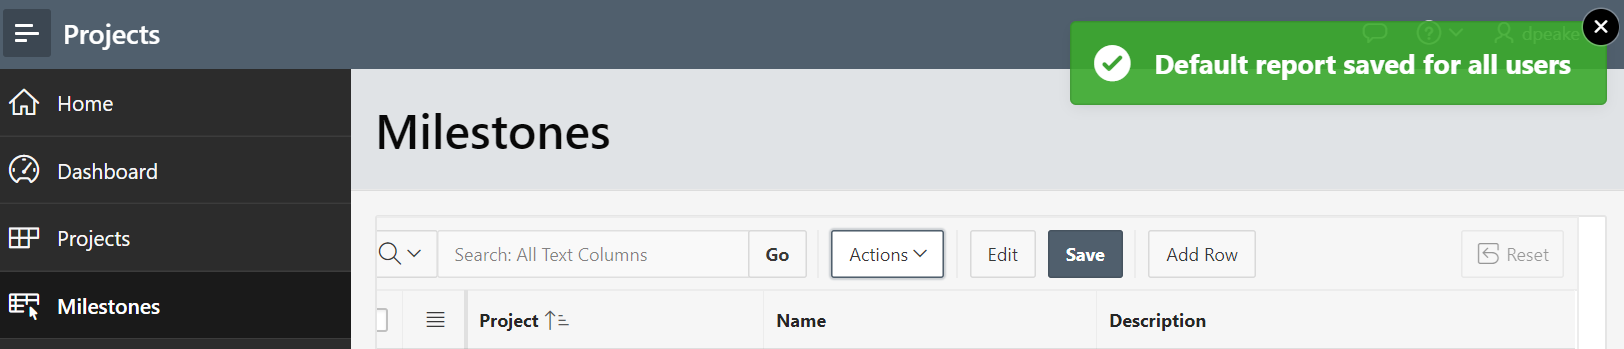 Projects
dpeake
Default report saved for all users
Home
Dashboard
Projects
Milestones
Milestones
Search: All Text Columns
Go
Actions
Edit
Save
Add Row
Reset
Project
Name
Description